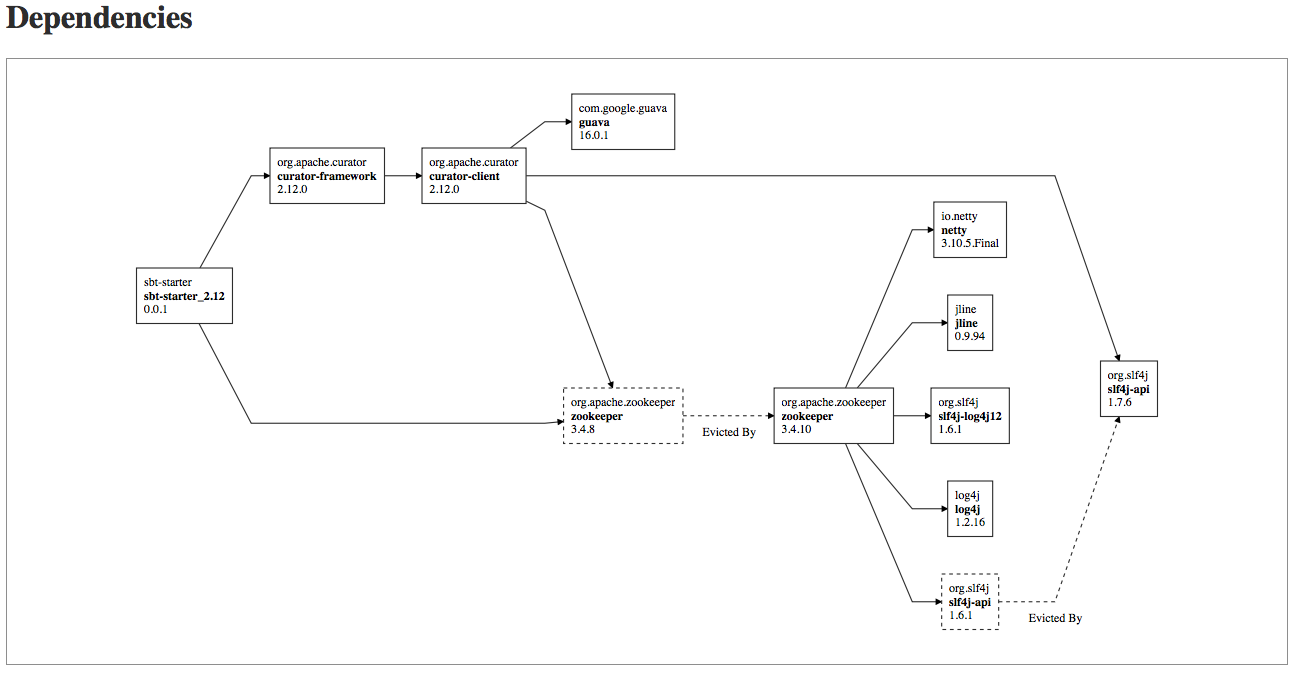 Dependencies
com.google.guava
guava
16.0.1
org.apache.curator
curator-framework
2.12.0
org.apache.curator
curator-client
2.12.0
io.netty
netty
3.10.5.Final
sbt-starter
sbt-starter_2.12
0.0.1
jline
jline
0.9.94
org.slf4j
slf4j-api
1.7.6
org.apache.zookeeper
zookeeper
3.4.8
Evicted By
org.apache.zookeeper
zookeeper
3.4.10
org.slf4j
slf4j-log4j12
1.6.1
log4j
log4j
1.2.16
org.slf4j
slf4j-api
1.6.1
Evicted By